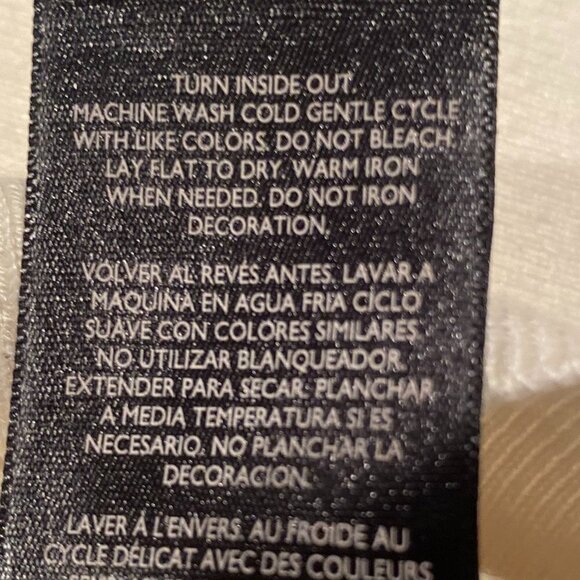 TURN INSIDE OUT.
MACHINE WASH COLD GENTLE CYCLE
WITH LIKE COLORS. DO NOT BLEACH.
LAY FLAT TO DRY. WARM IRON
WHEN NEEDED. DO NOT IRON
DECORATION.
VOLVER AL REVÉS ANTES. LAVAR A
MAQUINA EN AGUA FRIA CICLO
SUAVE CON COLORES SIMILARES
NO UTILIZAR BLANQUEADOR.
EXTENDER PARA SECAR. PLANCHAR
A MEDIA TEMPERATURA SI ES
NECESARIO. NO PLANCHAR LA
DECORACIÓN.
LAVER À L'ENVERS. AU FROIDE AU
CYCLE DÉLICAT AVEC DES COULEURS